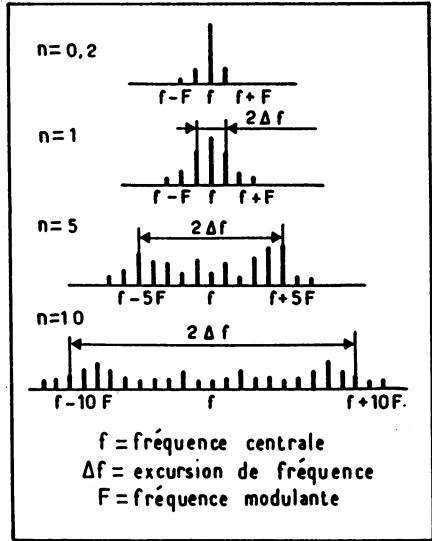 n=0,2
f-F f f+F
2Δf
n=1
f-F f f+F
n=5
2Δf
f-5F f f+5F
n=10
2Δf
f-10F f f+10F.
f = fréquence centrale
Δf = excursion de fréquence
F = fréquence modulante